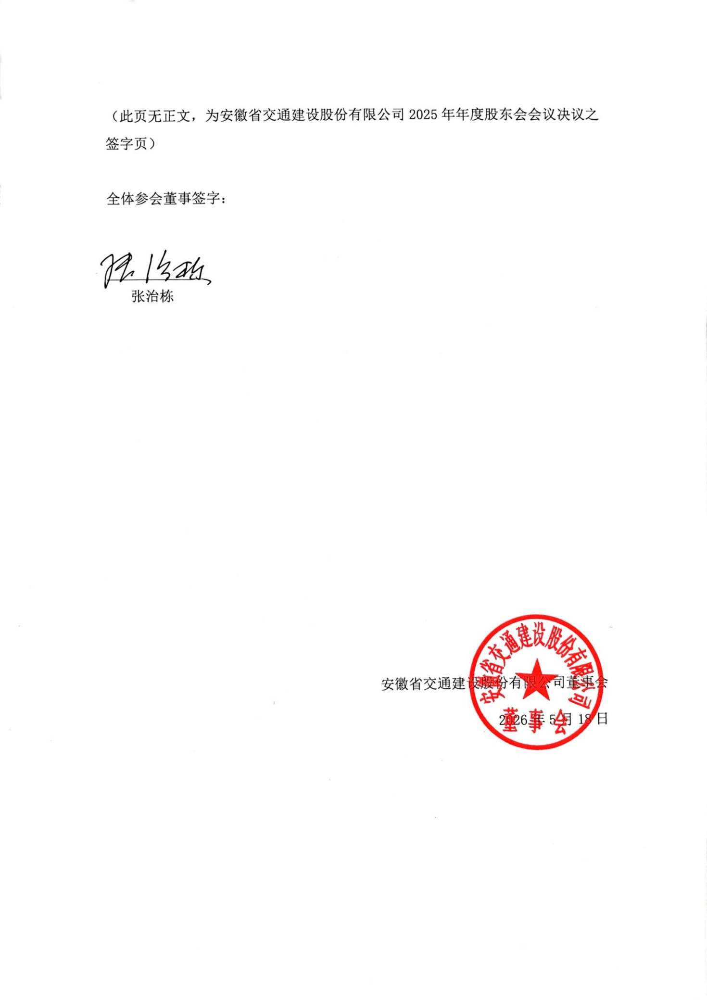 （此页无正文，为安徽省交通建设股份有限公司 2025 年年度股东会会议决议之
签字页）
全体参会董事签字：
张治栋
张治栋
安徽省交通建设股份有限公司董事会
2026 年 5 月 18 日
安徽省交通建设股份有限公司
董事会